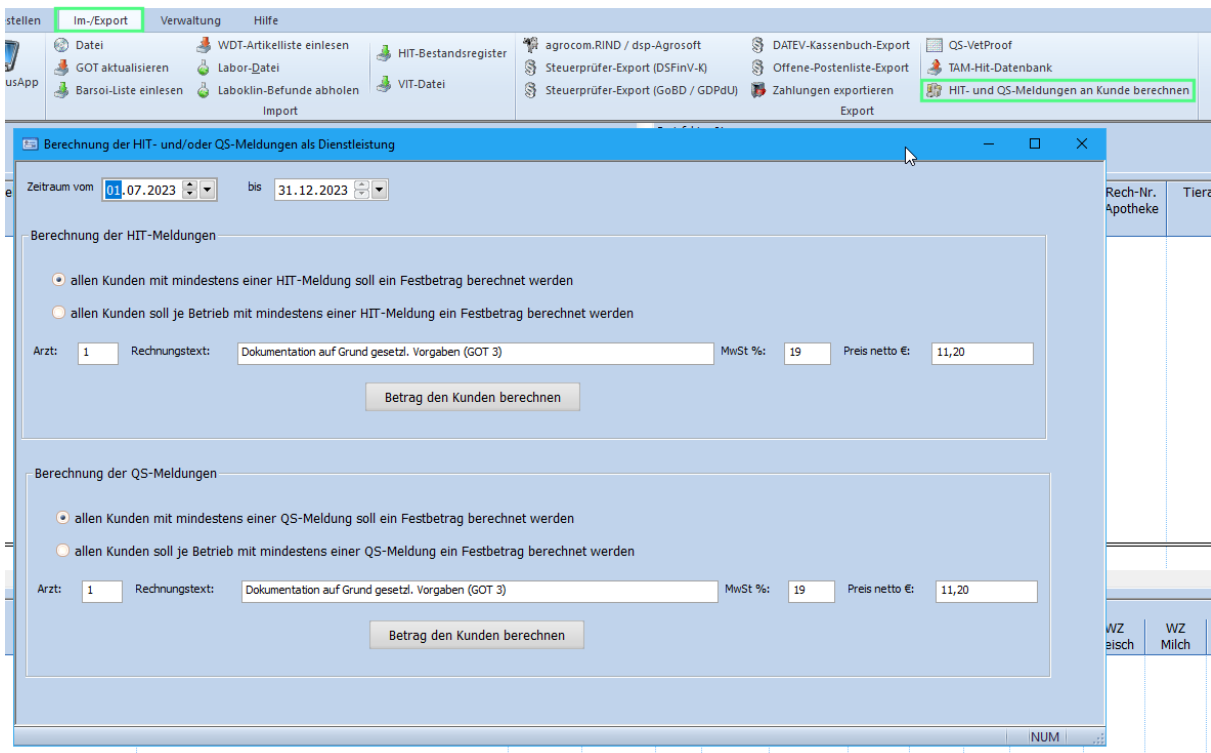 stellen Im-/Export Verwaltung Hilfe
Datei WDT-Artikelliste einlesen HIT-Bestandsregister agrocom.RIND / dsp-Agrosoft DATEV-Kassenbuch-Export QS-VetProof
usApp GOT aktualisieren Labor-Datei VIT-Datei Steuerprüfer-Export (DSFinV-K) Offene-Postenliste-Export TAM-Hit-Datenbank
Barsoi-Liste einlesen Laboklin-Befunde abholen Steuerprüfer-Export (GoBD / GDPdU) Zahlungen exportieren HIT- und QS-Meldungen an Kunde berechnen
Import Export
Berechnung der HIT- und/oder QS-Meldungen als Dienstleistung
Zeitraum vom 01.07.2023 bis 31.12.2023
Rech-Nr. Tiera
Apotheke
Berechnung der HIT-Meldungen
allen Kunden mit mindestens einer HIT-Meldung soll ein Festbetrag berechnet werden
allen Kunden soll je Betrieb mit mindestens einer HIT-Meldung ein Festbetrag berechnet werden
Arzt: 1 Rechnungstext: Dokumentation auf Grund gesetzl. Vorgaben (GOT 3) MwSt %: 19 Preis netto €: 11,20
Betrag den Kunden berechnen
Berechnung der QS-Meldungen
allen Kunden mit mindestens einer QS-Meldung soll ein Festbetrag berechnet werden
allen Kunden soll je Betrieb mit mindestens einer QS-Meldung ein Festbetrag berechnet werden
Arzt: 1 Rechnungstext: Dokumentation auf Grund gesetzl. Vorgaben (GOT 3) MwSt %: 19 Preis netto €: 11,20
Betrag den Kunden berechnen
WZ WZ
eisch Milch
NUM